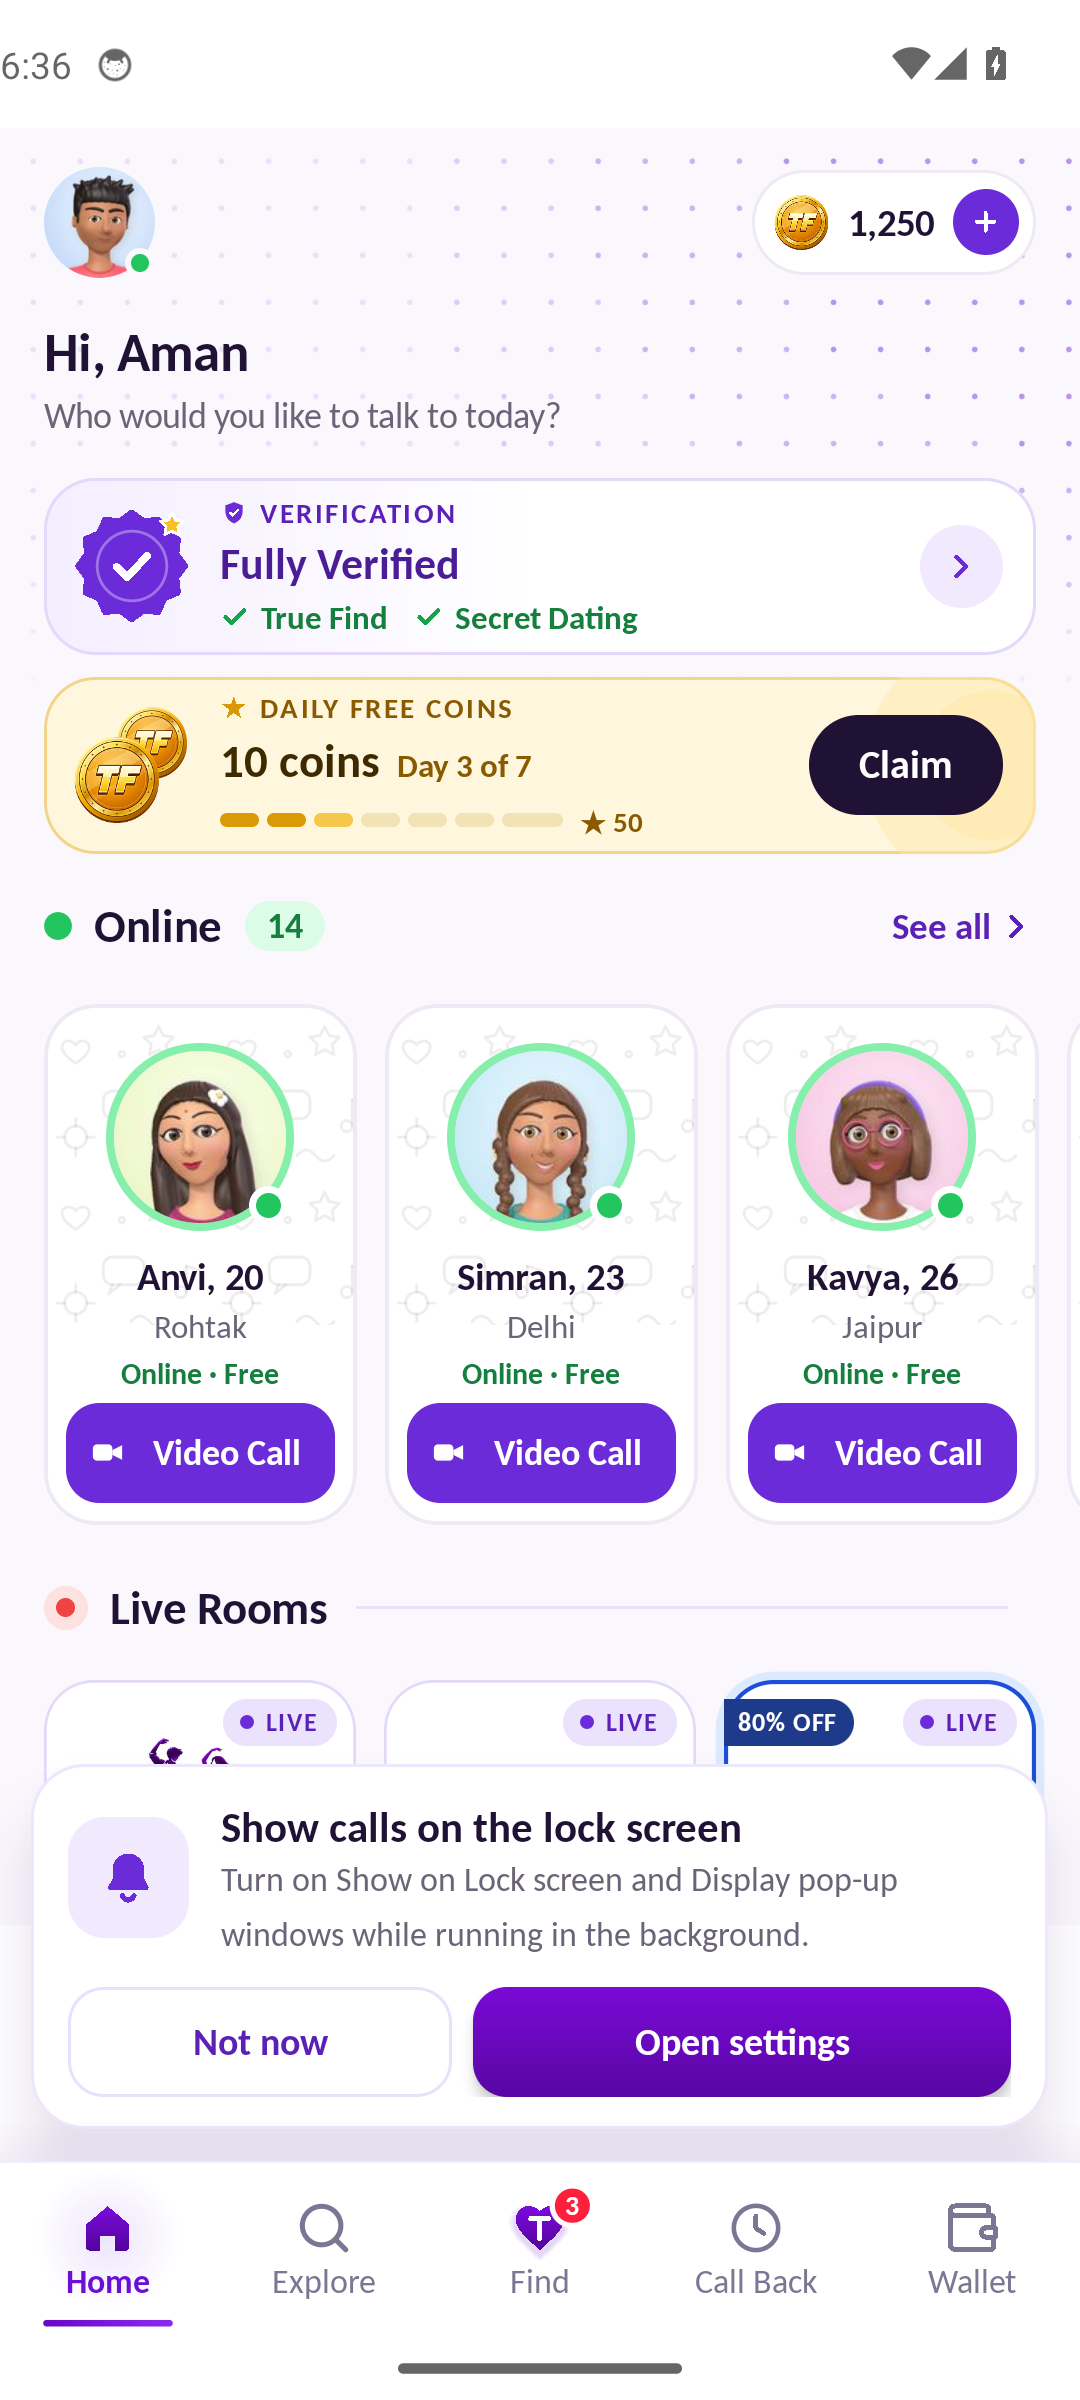 6:36
TF 1,250 +
Hi, Aman
Who would you like to talk to today?
VERIFICATION
Fully Verified
True Find Secret Dating
DAILY FREE COINS
TF TF
10 coins Day 3 of 7
Claim
★ 50
Online 14 See all
Anvi, 20 Simran, 23 Kavya, 26
Rohtak Delhi Jaipur
Online · Free Online · Free Online · Free
Video Call Video Call Video Call
Live Rooms
LIVE LIVE 80% OFF LIVE
Show calls on the lock screen
Turn on Show on Lock screen and Display pop-up
windows while running in the background.
Not now Open settings
T 3
Home Explore Find Call Back Wallet